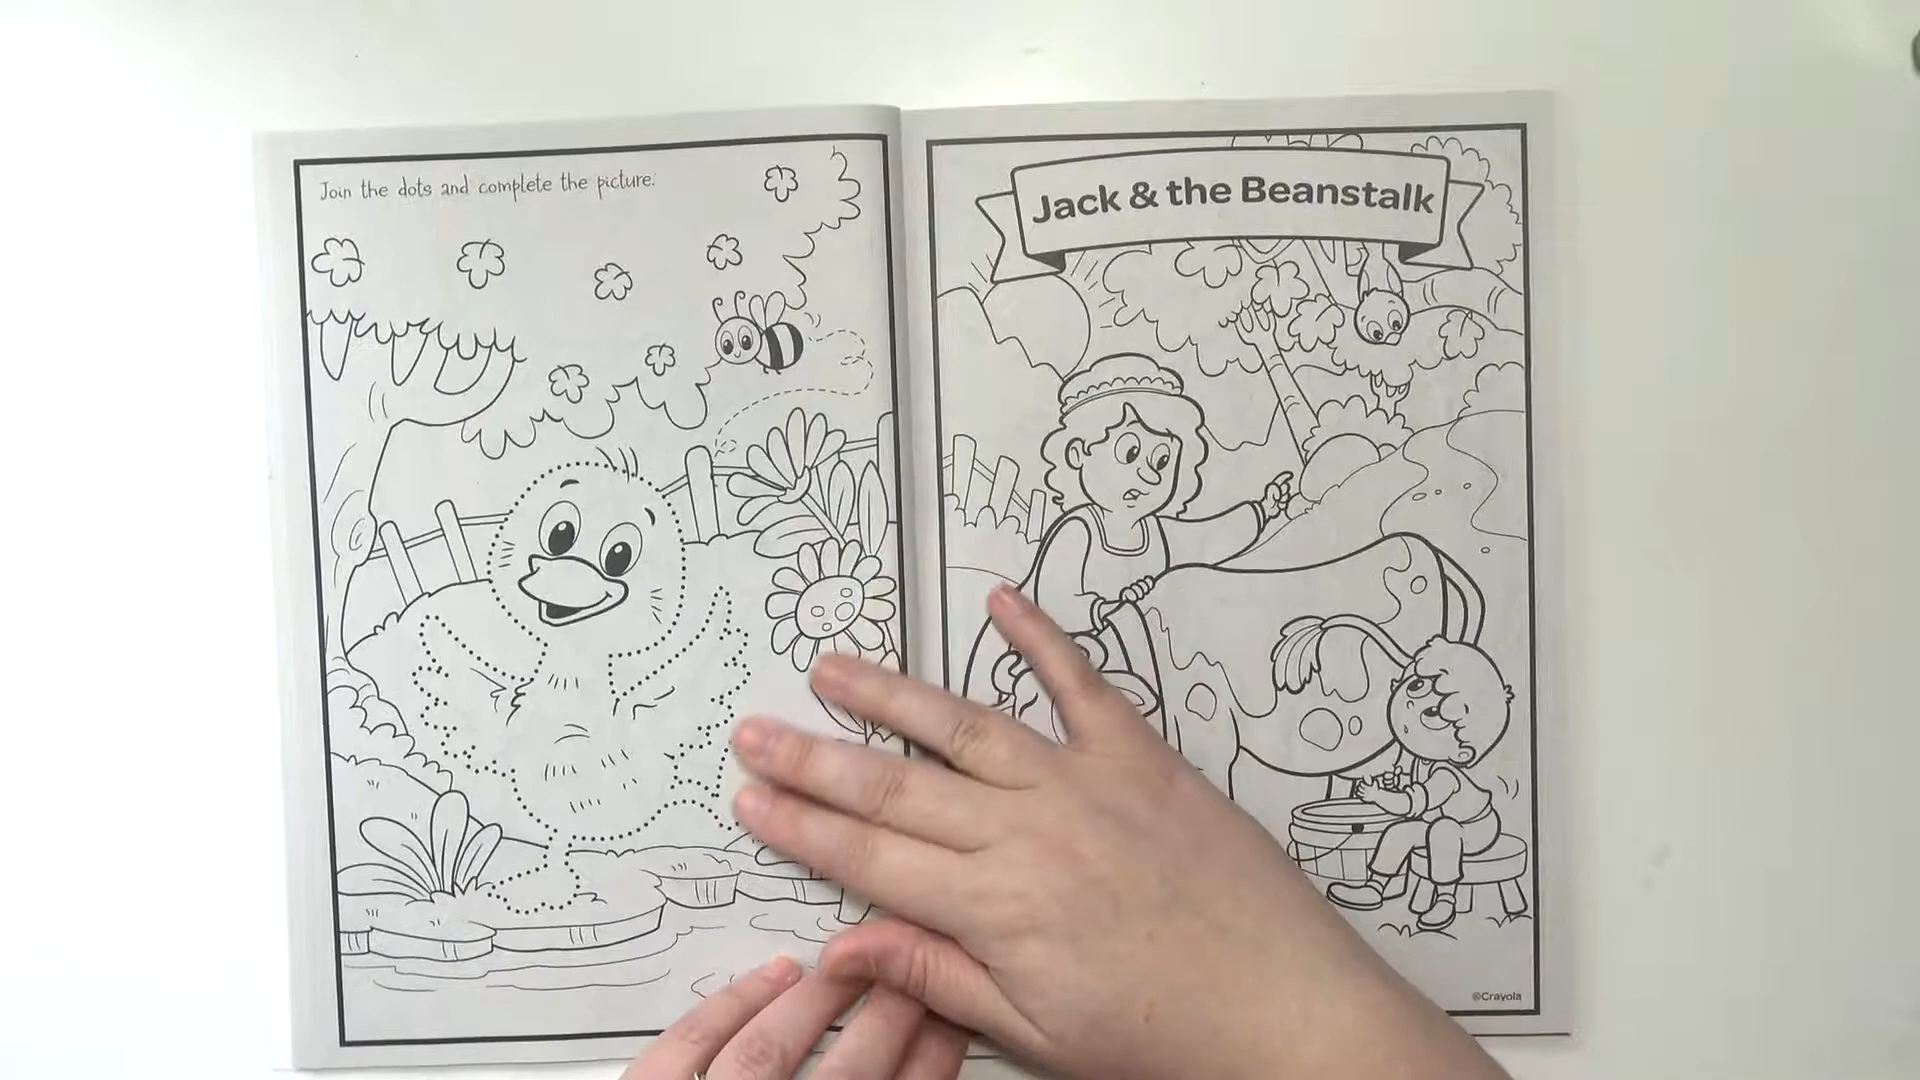 Join the dots and complete the picture.
Jack & the Beanstalk
©Crayola